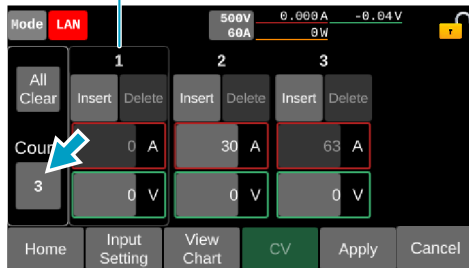 Mode LAN 500V 0.000A -0.04V
60A 0W
1 2 3
All
Clear
Insert Delete Insert Delete Insert Delete
0 A 30 A 63 A
3
0 V 0 V 0 V
Home Input
Setting View
Chart CV Apply Cancel